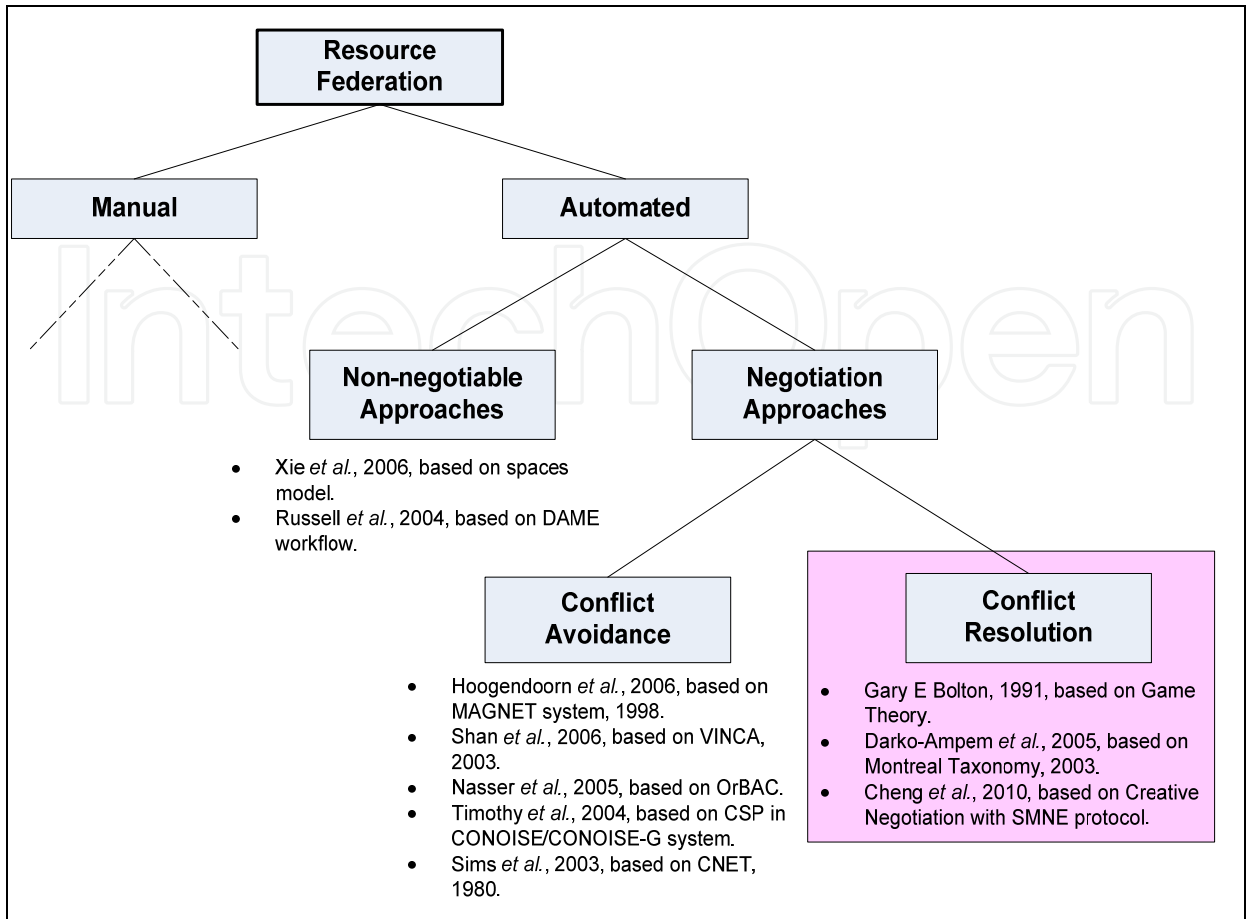 Resource
Federation
Manual
Automated
IntechOpen
Non-negotiable
Approaches
Negotiation
Approaches
• Xie et al., 2006, based on spaces
model.
• Russell et al., 2004, based on DAME
workflow.
Conflict
Avoidance
Conflict
Resolution
• Hoogendoorn et al., 2006, based on
MAGNET system, 1998.
• Shan et al., 2006, based on VINCA,
2003.
• Nasser et al., 2005, based on OrBAC.
• Timothy et al., 2004, based on CSP in
CONOISE/CONOISE-G system.
• Sims et al., 2003, based on CNET,
1980.
• Gary E Bolton, 1991, based on Game
Theory.
• Darko-Ampem et al., 2005, based on
Montreal Taxonomy, 2003.
• Cheng et al., 2010, based on Creative
Negotiation with SMNE protocol.